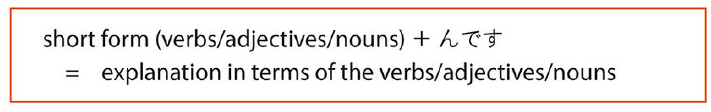 short form (verbs/adjectives/nouns) + んです
= explanation in terms of the verbs/adjectives/nouns